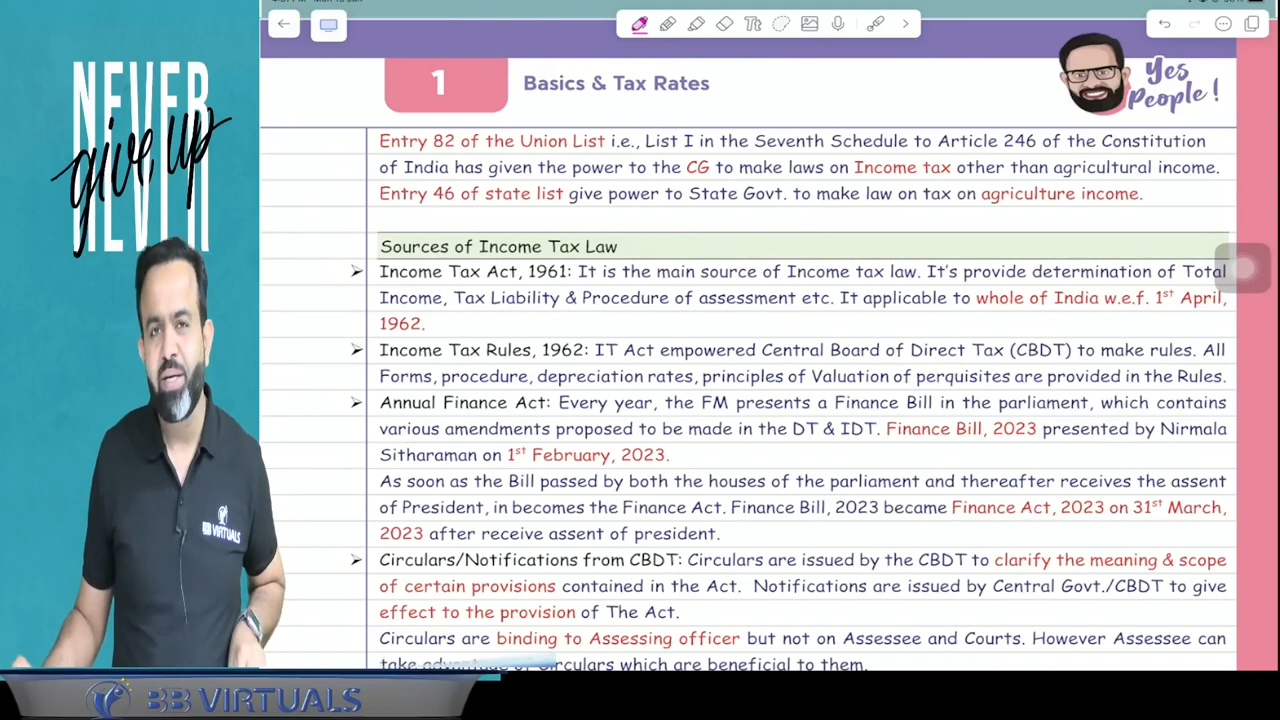 NEVER
give up
NEVER
BB VIRTUALS
1
Basics & Tax Rates
Yes
People!
Entry 82 of the Union List i.e., List I in the Seventh Schedule to Article 246 of the Constitution
of India has given the power to the CG to make laws on Income tax other than agricultural income.
Entry 46 of state list give power to State Govt. to make law on tax on agriculture income.
Sources of Income Tax Law
➢ Income Tax Act, 1961: It is the main source of Income tax law. It's provide determination of Total
Income, Tax Liability & Procedure of assessment etc. It applicable to whole of India w.e.f. 1st April,
1962.
➢ Income Tax Rules, 1962: IT Act empowered Central Board of Direct Tax (CBDT) to make rules. All
Forms, procedure, depreciation rates, principles of Valuation of perquisites are provided in the Rules.
➢ Annual Finance Act: Every year, the FM presents a Finance Bill in the parliament, which contains
various amendments proposed to be made in the DT & IDT. Finance Bill, 2023 presented by Nirmala
Sitharaman on 1st February, 2023.
As soon as the Bill passed by both the houses of the parliament and thereafter receives the assent
of President, in becomes the Finance Act. Finance Bill, 2023 became Finance Act, 2023 on 31st March,
2023 after receive assent of president.
➢ Circulars/Notifications from CBDT: Circulars are issued by the CBDT to clarify the meaning & scope
of certain provisions contained in the Act. Notifications are issued by Central Govt./CBDT to give
effect to the provision of The Act.
Circulars are binding to Assessing officer but not on Assessee and Courts. However Assessee can
take advantage of Circulars which are beneficial to them.
BB VIRTUALS